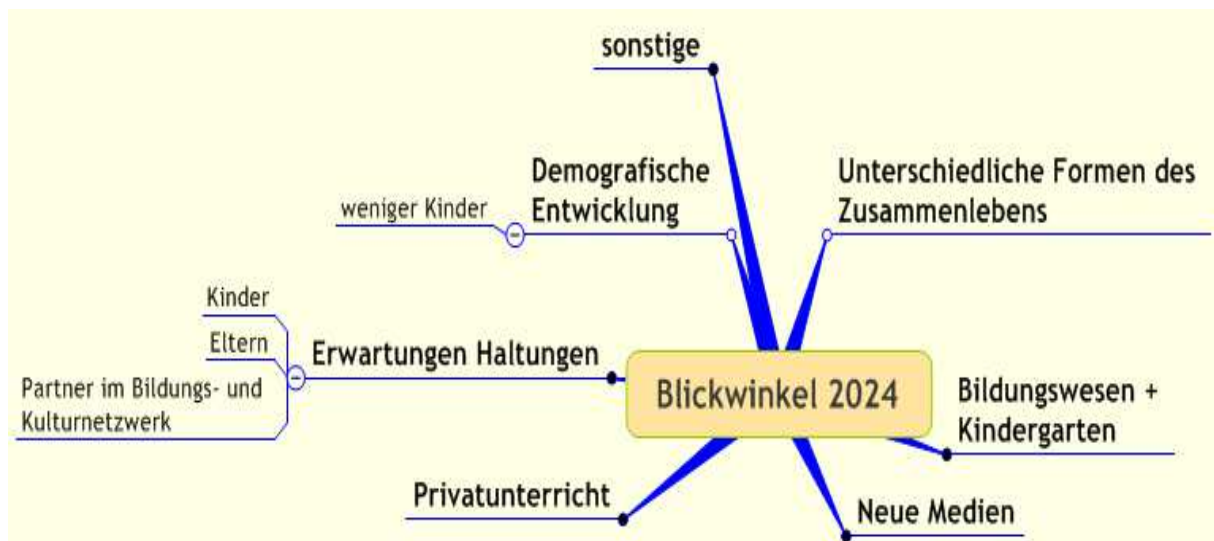 sonstige
Demografische
Entwicklung
weniger Kinder
Unterschiedliche Formen des
Zusammenlebens
Kinder
Eltern
Partner im Bildungs- und
Kulturnetzwerk
Erwartungen Haltungen
Blickwinkel 2024
Bildungswesen +
Kindergarten
Privatunterricht
Neue Medien